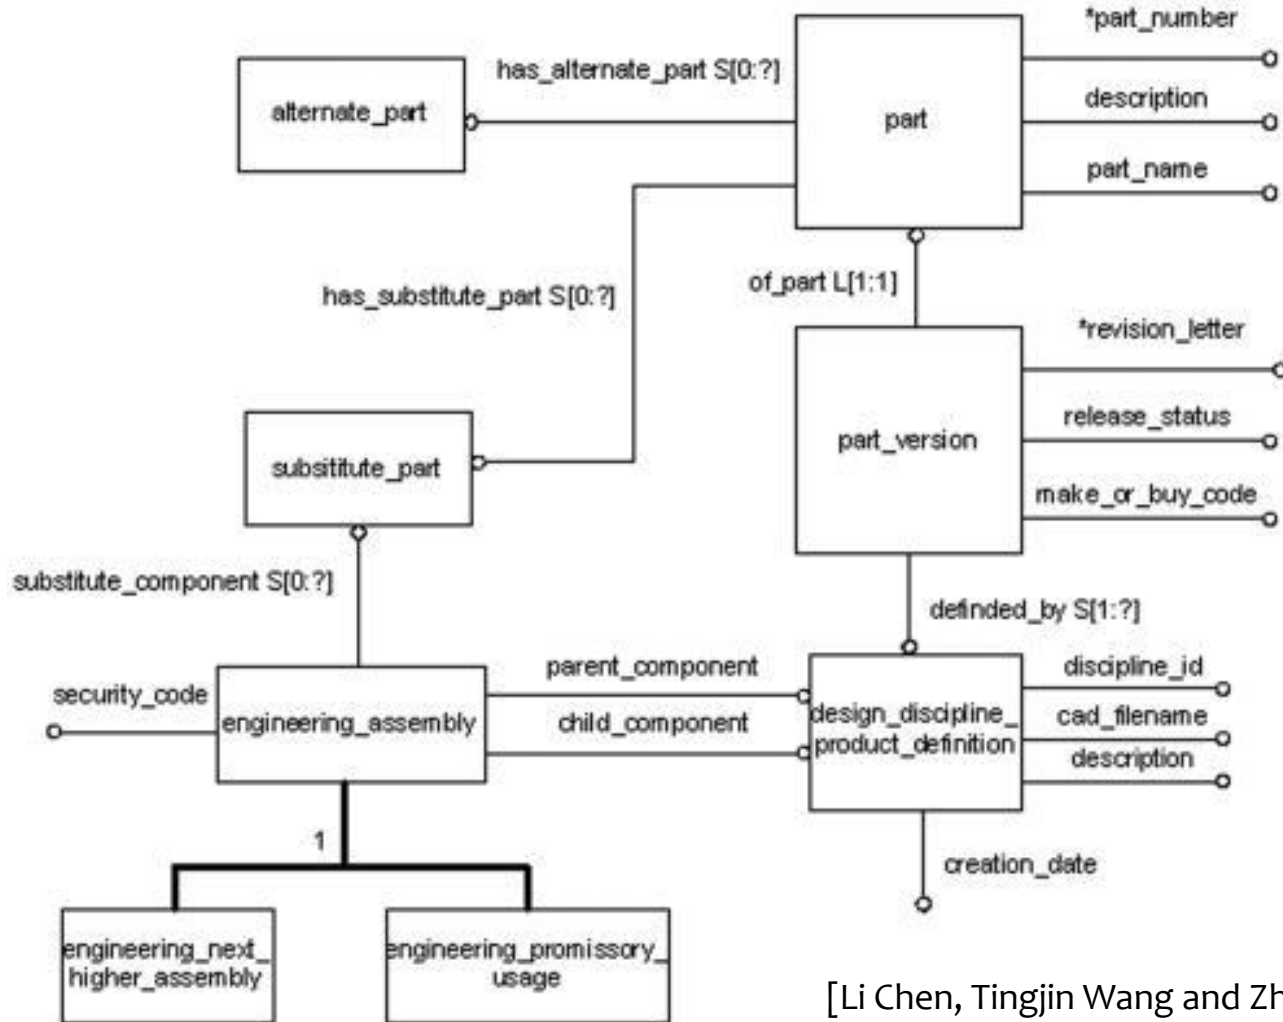 *part_number
has_alternate_part S[0:?]
alternate_part
part
description
part_name
has_substitute_part S[0:?]
of_part L[1:1]
*revision_letter
release_status
part_version
subsititute_part
make_or_buy_code
substitute_component S[0:?]
definded_by S[1:?]
parent_component
discipline_id
security_code
engineering_assembly
child_component
design_discipline_
product_definition
cad_filename
description
1
creation_date
engineering_next_
higher_assembly
engineering_promissory_
usage
[Li Chen, Tingjin Wang and Zh